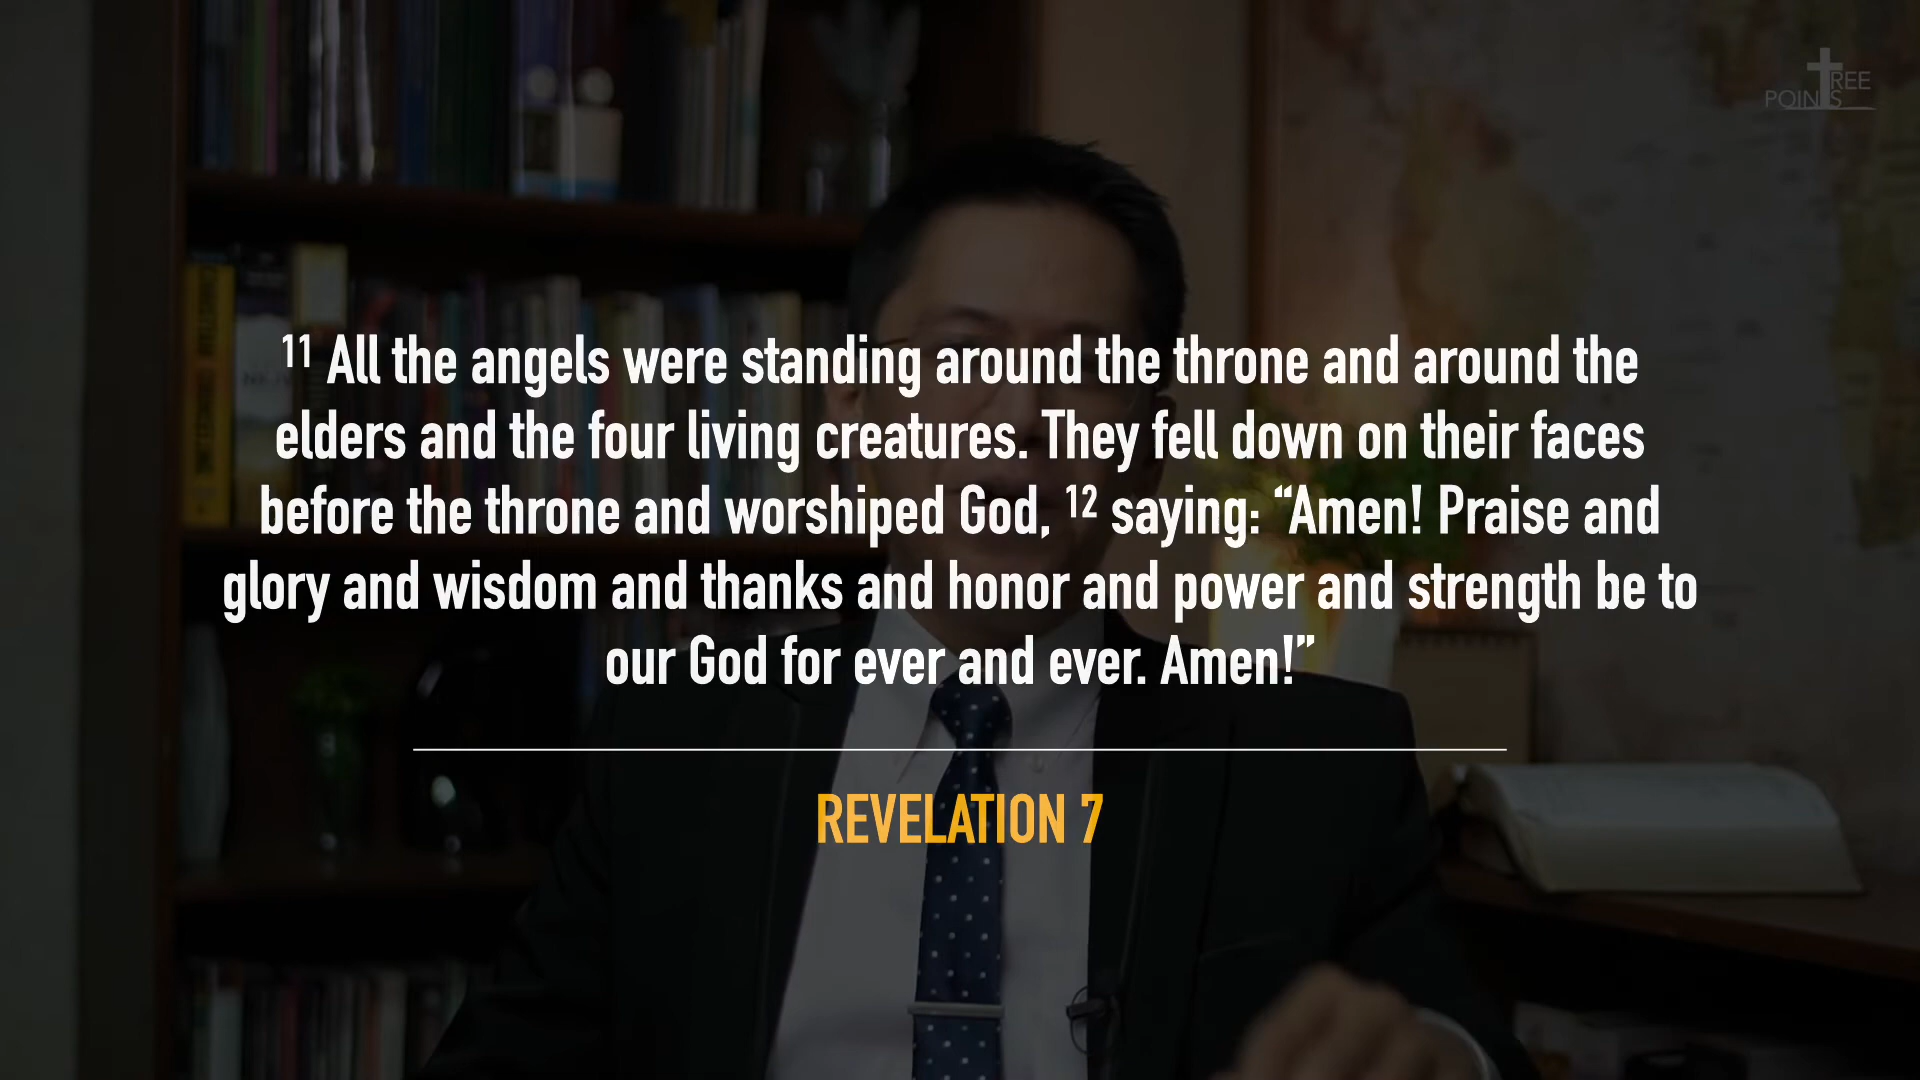 TREE
POINTS
¹¹ All the angels were standing around the throne and around the
elders and the four living creatures. They fell down on their faces
before the throne and worshiped God, ¹² saying: “Amen! Praise and
glory and wisdom and thanks and honor and power and strength be to
our God for ever and ever. Amen!”
REVELATION 7